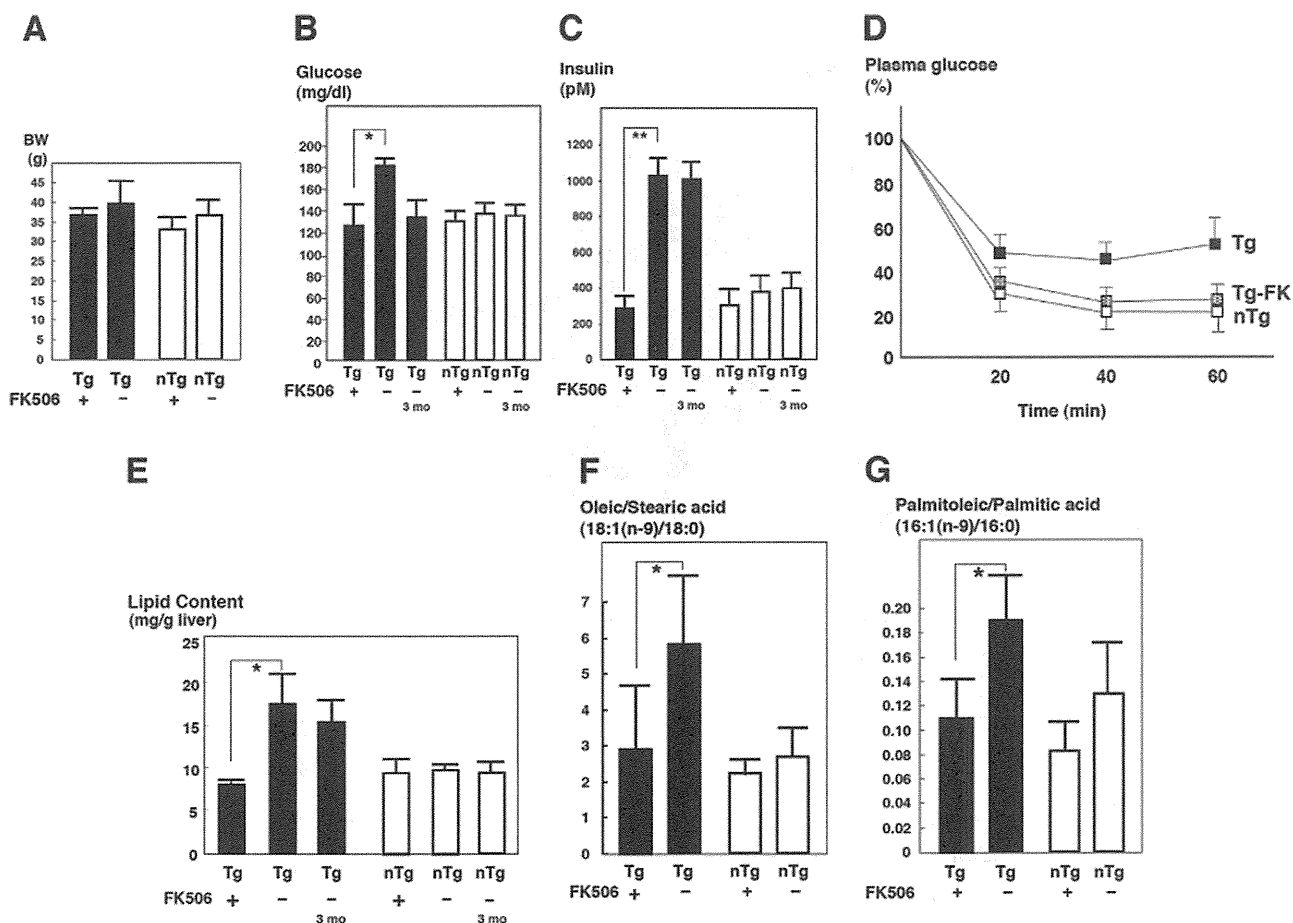 A
BW
(g)
45
40
35
30
25
20
15
10
5
0
Tg Tg nTg nTg
FK506 + − + −
B
Glucose
(mg/dl)
200
180
160
140
120
100
80
60
40
20
0
*
Tg Tg Tg nTg nTg nTg
FK506 + − − + − −
3 mo 3 mo
C
Insulin
(pM)
1200
1000
800
600
400
200
0
**
Tg Tg Tg nTg nTg nTg
FK506 + − − + − −
3 mo 3 mo
D
Plasma glucose
(%)
100
80
60
40
20
0
Tg
Tg-FK
nTg
20 40 60
Time (min)
E
Lipid Content
(mg/g liver)
25
20
15
10
5
0
*
Tg Tg Tg nTg nTg nTg
FK506 + − − + − −
3 mo 3 mo
F
Oleic/Stearic acid
(18:1(n-9)/18:0)
7
6
5
4
3
2
1
0
*
Tg Tg nTg nTg
FK506 + − + −
G
Palmitoleic/Palmitic acid
(16:1(n-9)/16:0)
0.20
0.18
0.16
0.14
0.12
0.10
0.08
0.06
0.04
0.02
0
*
Tg Tg nTg nTg
FK506 + − + −